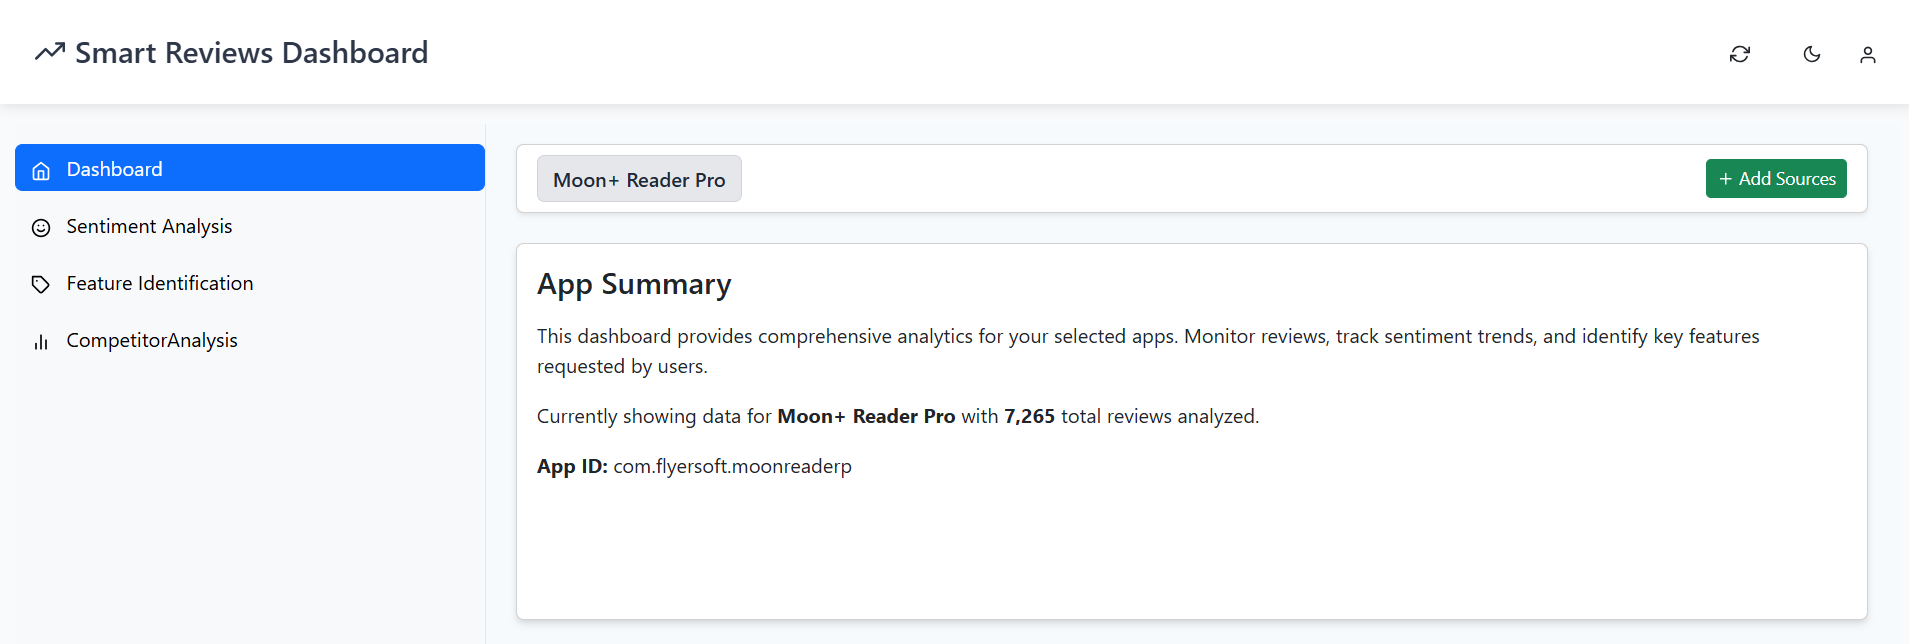 Smart Reviews Dashboard
Dashboard
Sentiment Analysis
Feature Identification
CompetitorAnalysis
Moon+ Reader Pro
+ Add Sources
App Summary
This dashboard provides comprehensive analytics for your selected apps. Monitor reviews, track sentiment trends, and identify key features
requested by users.
Currently showing data for Moon+ Reader Pro with 7,265 total reviews analyzed.
App ID: com.flyersoft.moonreaderp